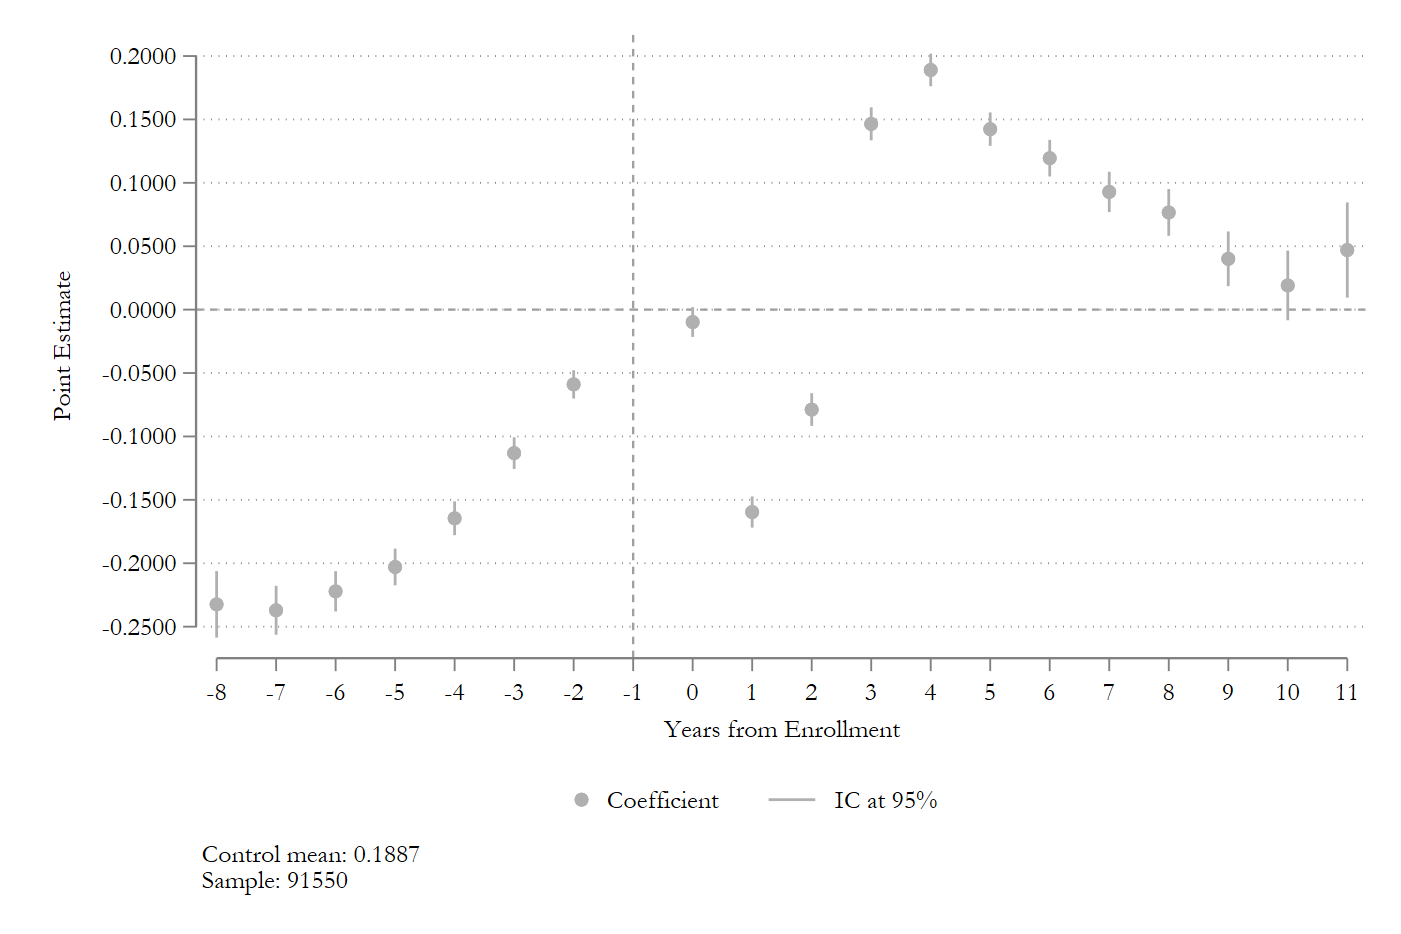 0.2000
0.1500
0.1000
0.0500
0.0000
-0.0500
-0.1000
-0.1500
-0.2000
-0.2500
Point Estimate
-8 -7 -6 -5 -4 -3 -2 -1 0 1 2 3 4 5 6 7 8 9 10 11
Years from Enrollment
Coefficient IC at 95%
Control mean: 0.1887
Sample: 91550